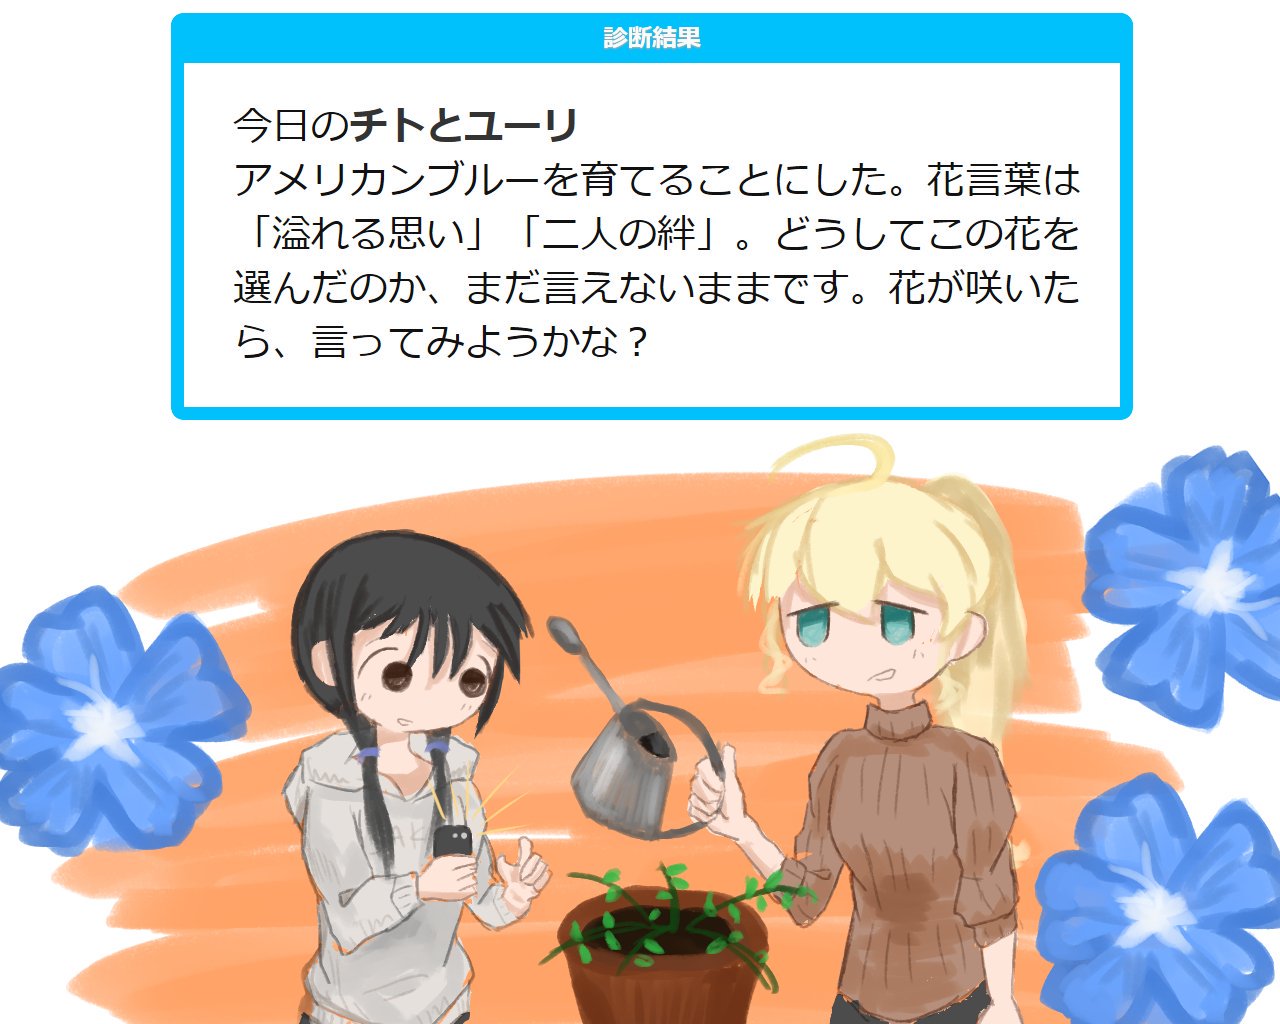 診断結果
今日のチトとユーリ
アメリカンブルーを育てることにした。花言葉は
「溢れる思い」「二人の絆」。どうしてこの花を
選んだのか、まだ言えないままです。花が咲いた
ら、言ってみようかな？